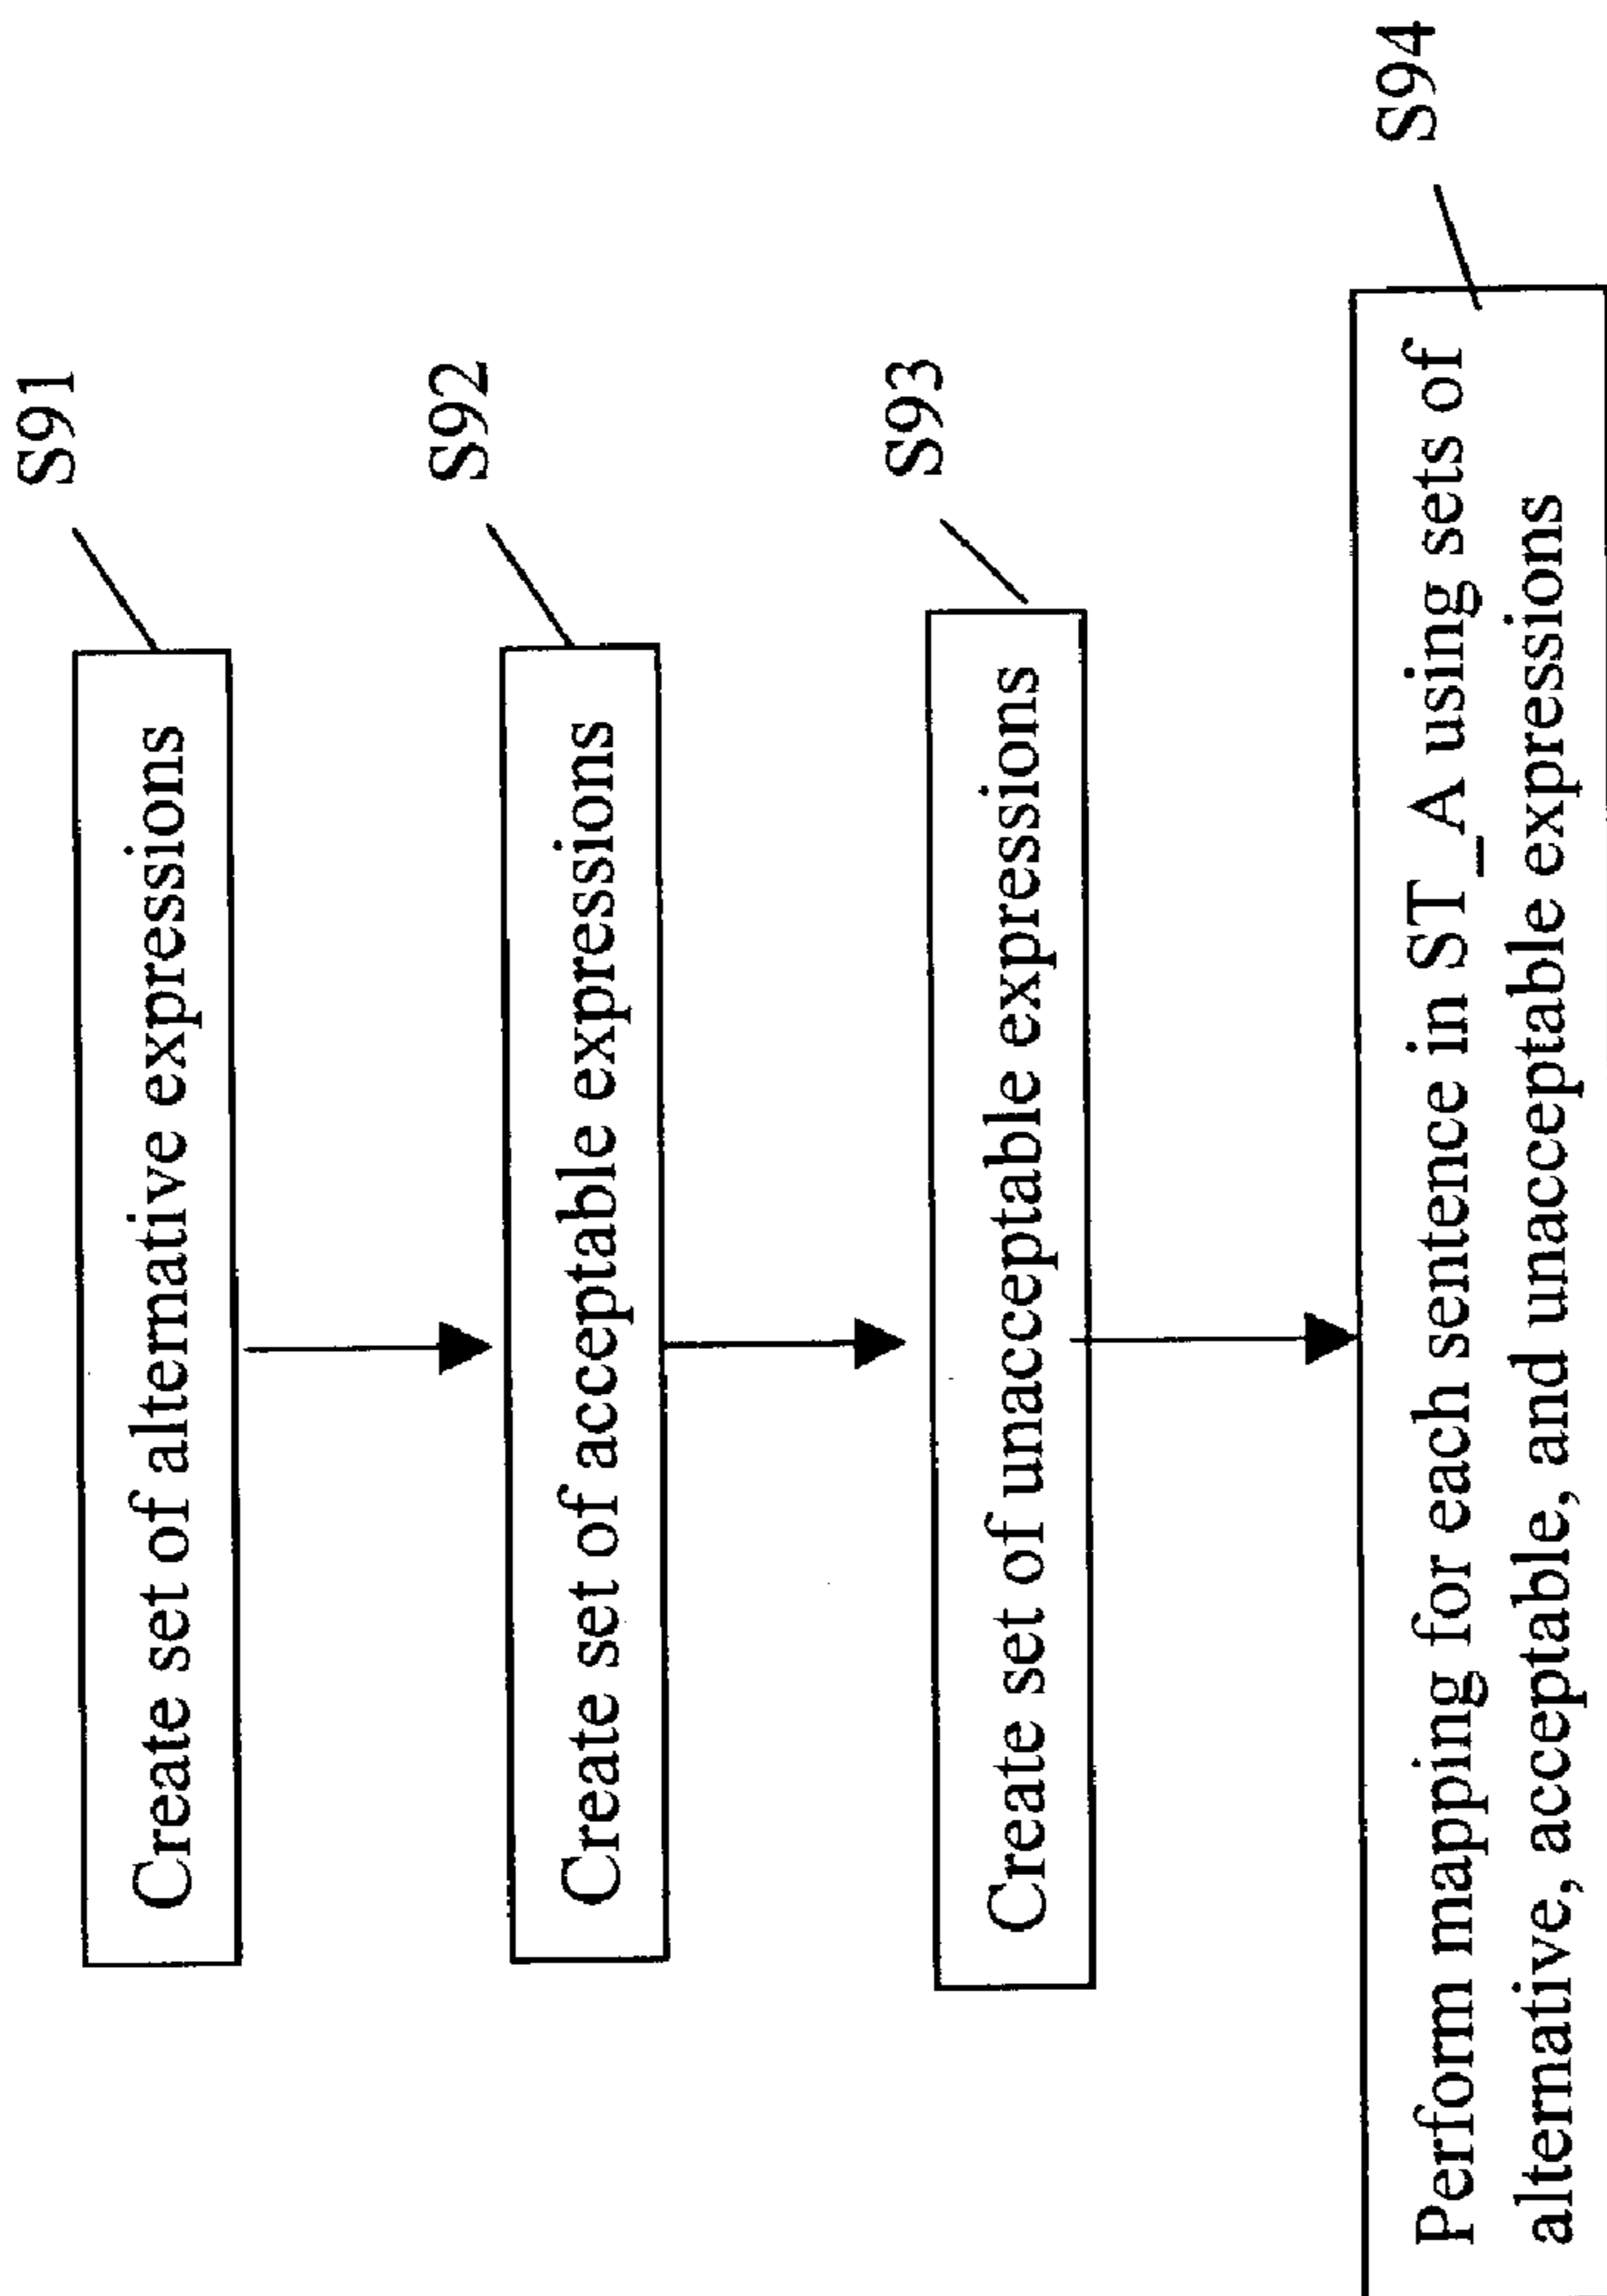 S91
Create set of alternative expressions
S92
Create set of acceptable expressions
S93
Create set of unacceptable expressions
S94
Perform mapping for each sentence in ST_A using sets of
alternative, acceptable, and unacceptable expressions